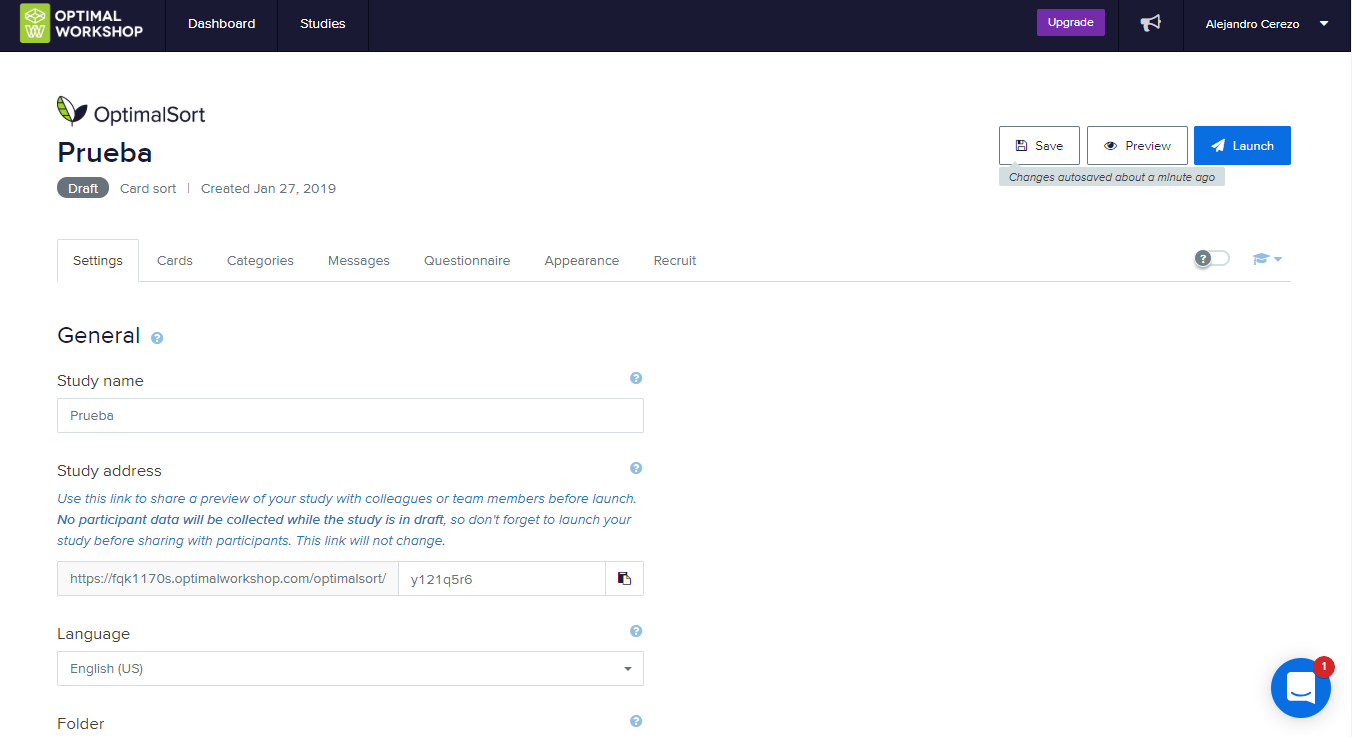 OPTIMAL WORKSHOP
Dashboard
Studies
Upgrade
Alejandro Cerezo
OptimalSort
Prueba
Save
Preview
Launch
Changes autosaved about a minute ago
Draft
Card sort | Created Jan 27, 2019
Settings
Cards
Categories
Messages
Questionnaire
Appearance
Recruit
?
General ?
Study name ?
Prueba
Study address ?
Use this link to share a preview of your study with colleagues or team members before launch.
No participant data will be collected while the study is in draft, so don't forget to launch your
study before sharing with participants. This link will not change.
https://fqk1170s.optimalworkshop.com/optimalsort/ y121q5r6
Language ?
English (US)
Folder ?
1